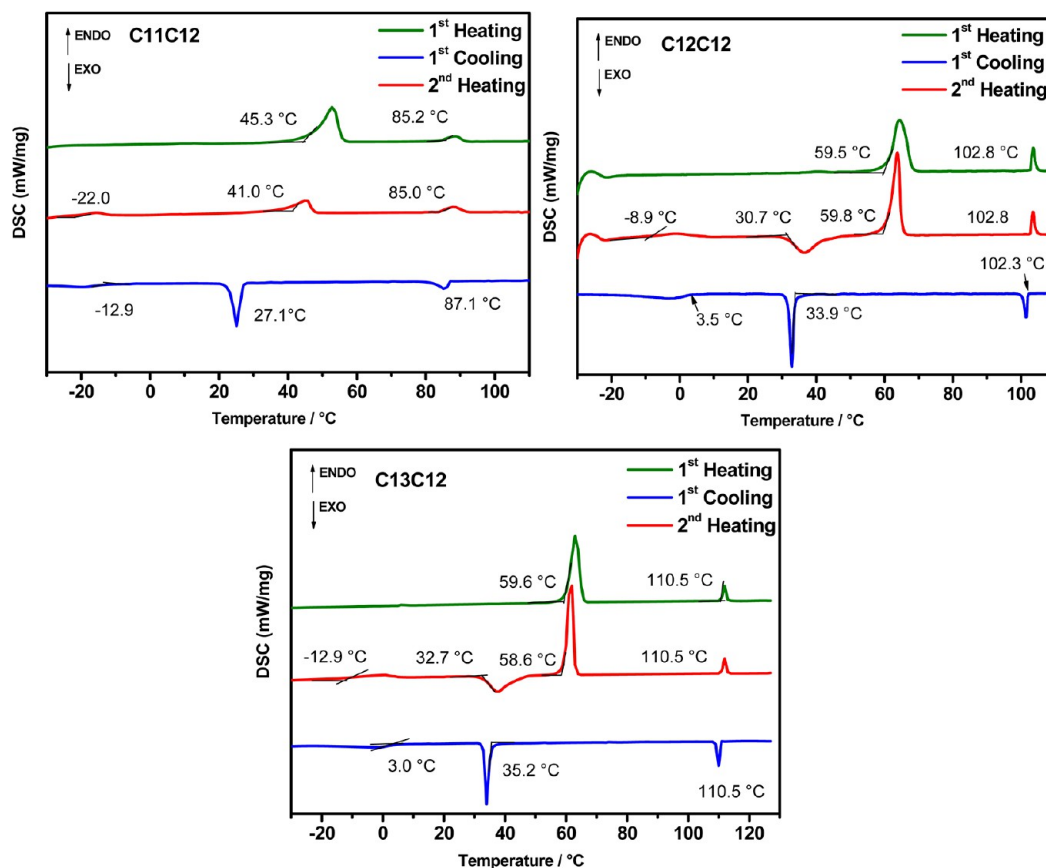 ENDO
EXO
C11C12
1st Heating
1st Cooling
2nd Heating
45.3 °C
85.2 °C
-22.0
41.0 °C
85.0 °C
-12.9
27.1°C
87.1°C
DSC (mW/mg)
-20 0 20 40 60 80 100
Temperature / °C
ENDO
EXO
C12C12
1st Heating
1st Cooling
2nd Heating
59.5 °C
102.8 °C
-8.9 °C
30.7 °C
59.8 °C
102.8
102.3 °C
3.5 °C
33.9 °C
DSC (mW/mg)
-20 0 20 40 60 80 100
Temperature / °C
ENDO
EXO
C13C12
1st Heating
1st Cooling
2nd Heating
59.6 °C
110.5 °C
-12.9 °C
32.7 °C
58.6 °C
110.5 °C
3.0 °C
35.2 °C
110.5 °C
DSC (mW/mg)
-20 0 20 40 60 80 100 120
Temperature / °C